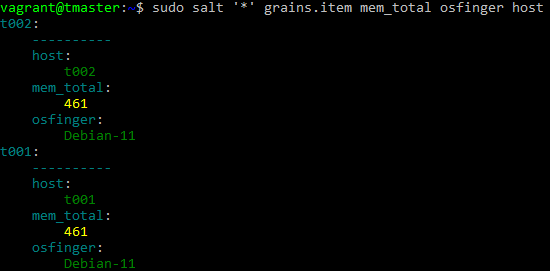 vagrant@tmaster:~$ sudo salt '*' grains.item mem_total osfinger host
t002:
    ----------
    host:
        t002
    mem_total:
        461
    osfinger:
        Debian-11
t001:
    ----------
    host:
        t001
    mem_total:
        461
    osfinger:
        Debian-11